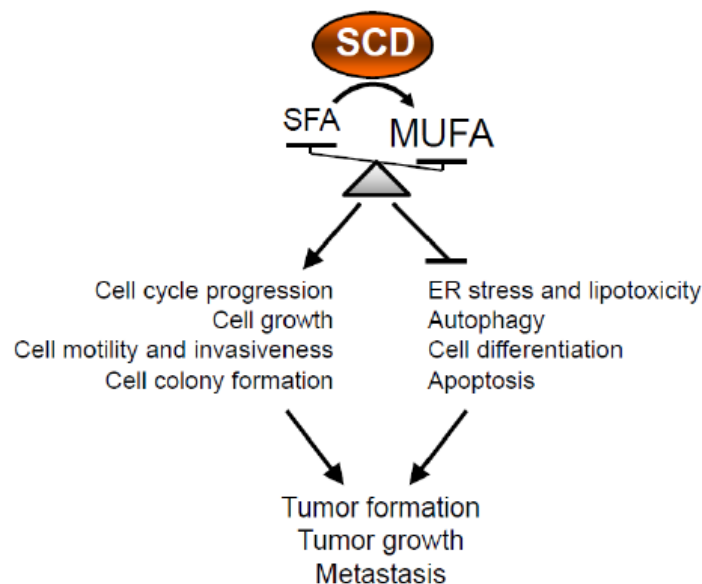 SCD
SFA
MUFA
Cell cycle progression
Cell growth
Cell motility and invasiveness
Cell colony formation
ER stress and lipotoxicity
Autophagy
Cell differentiation
Apoptosis
Tumor formation
Tumor growth
Metastasis